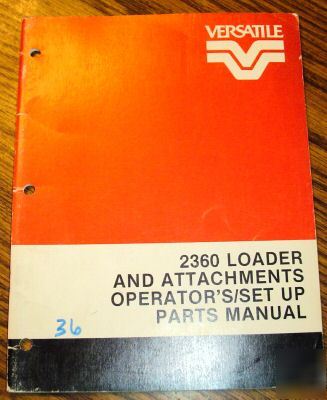 VERSATILE
2360 LOADER
AND ATTACHMENTS
OPERATOR'S/SET UP
PARTS MANUAL
36